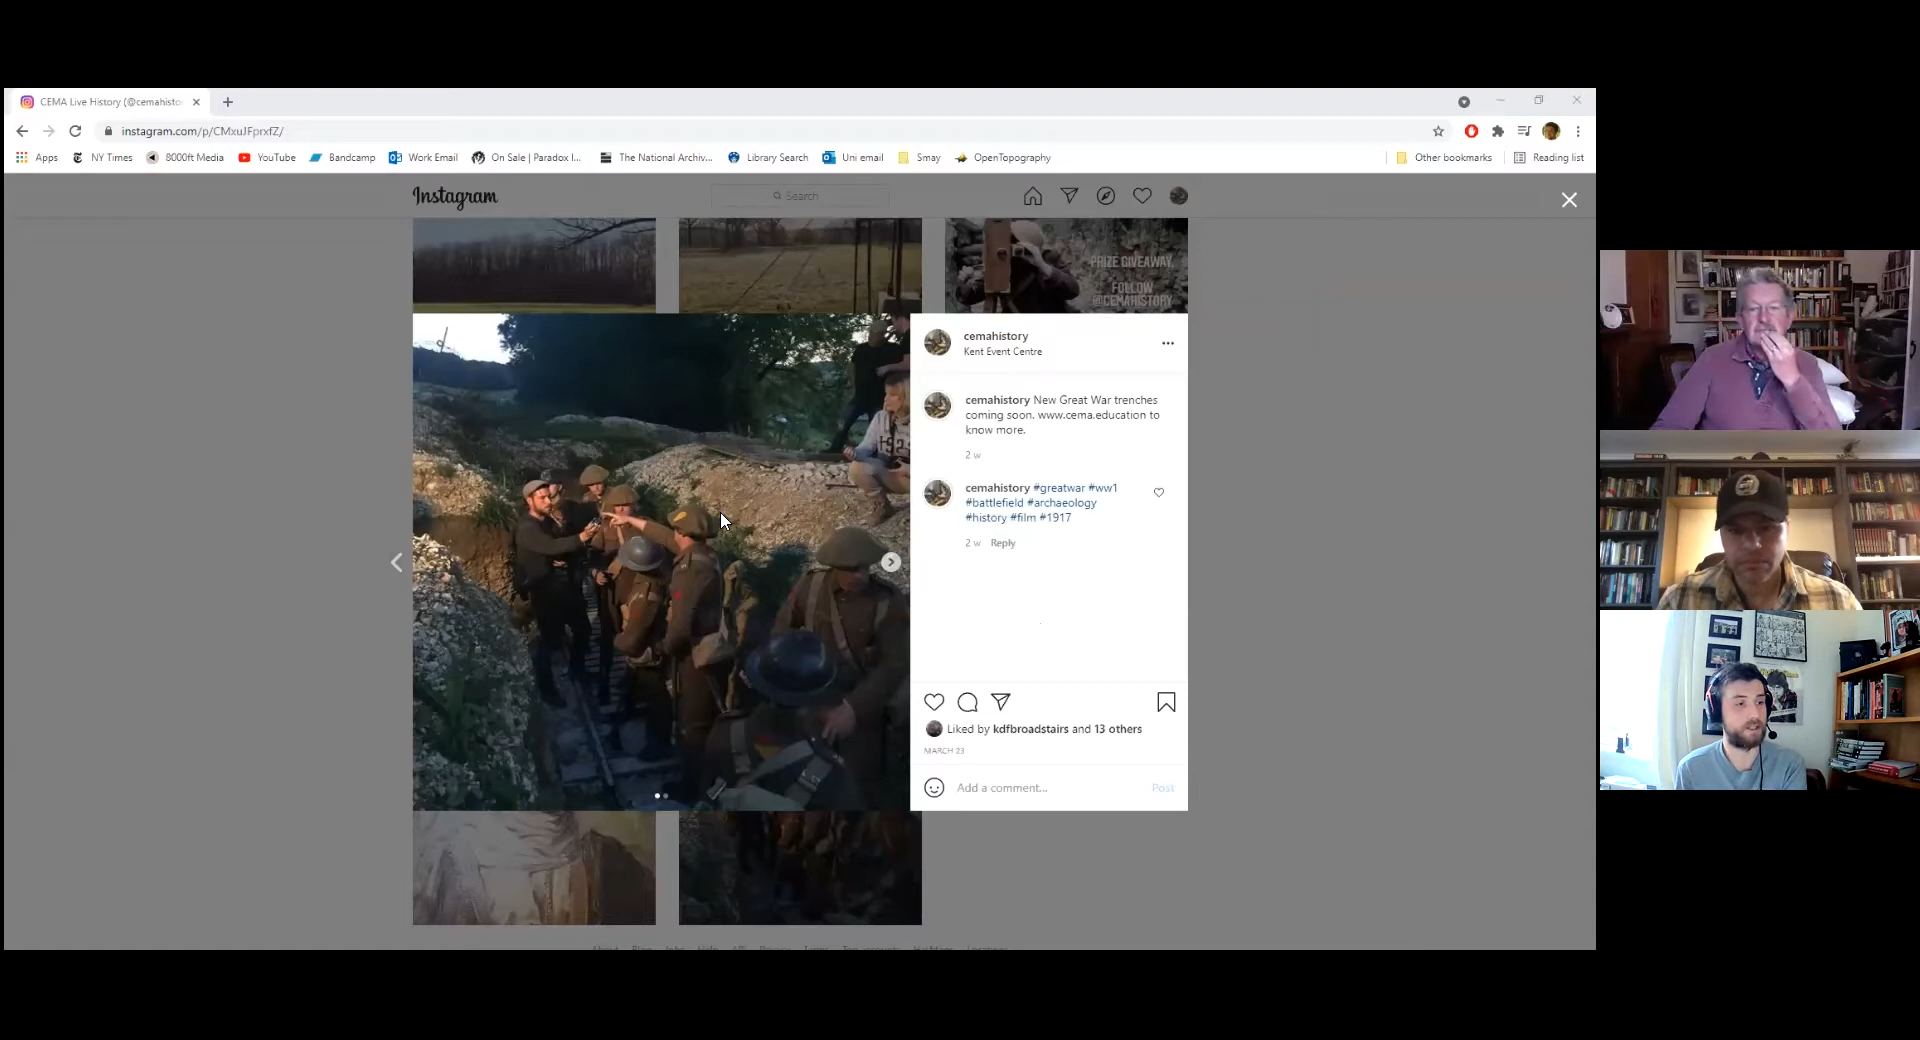 CEMA Live History (@cemahisto
instagram.com/p/CMxuJFprxfZ/
Apps NY Times 8000ft Media YouTube Bandcamp Work Email On Sale | Paradox I... The National Archiv... Library Search Uni email Smay OpenTopography Other bookmarks Reading list
Instagram
Search
PRIZE GIVEAWAY,
FOLLOW
@CEMAHISTORY
cemahistory
Kent Event Centre
cemahistory New Great War trenches
coming soon. www.cema.education to
know more.
2 w
cemahistory #greatwar #ww1
#battlefield #archaeology
#history #film #1917
2 w Reply
Liked by kdfbroadstairs and 13 others
MARCH 23
Add a comment...
Post